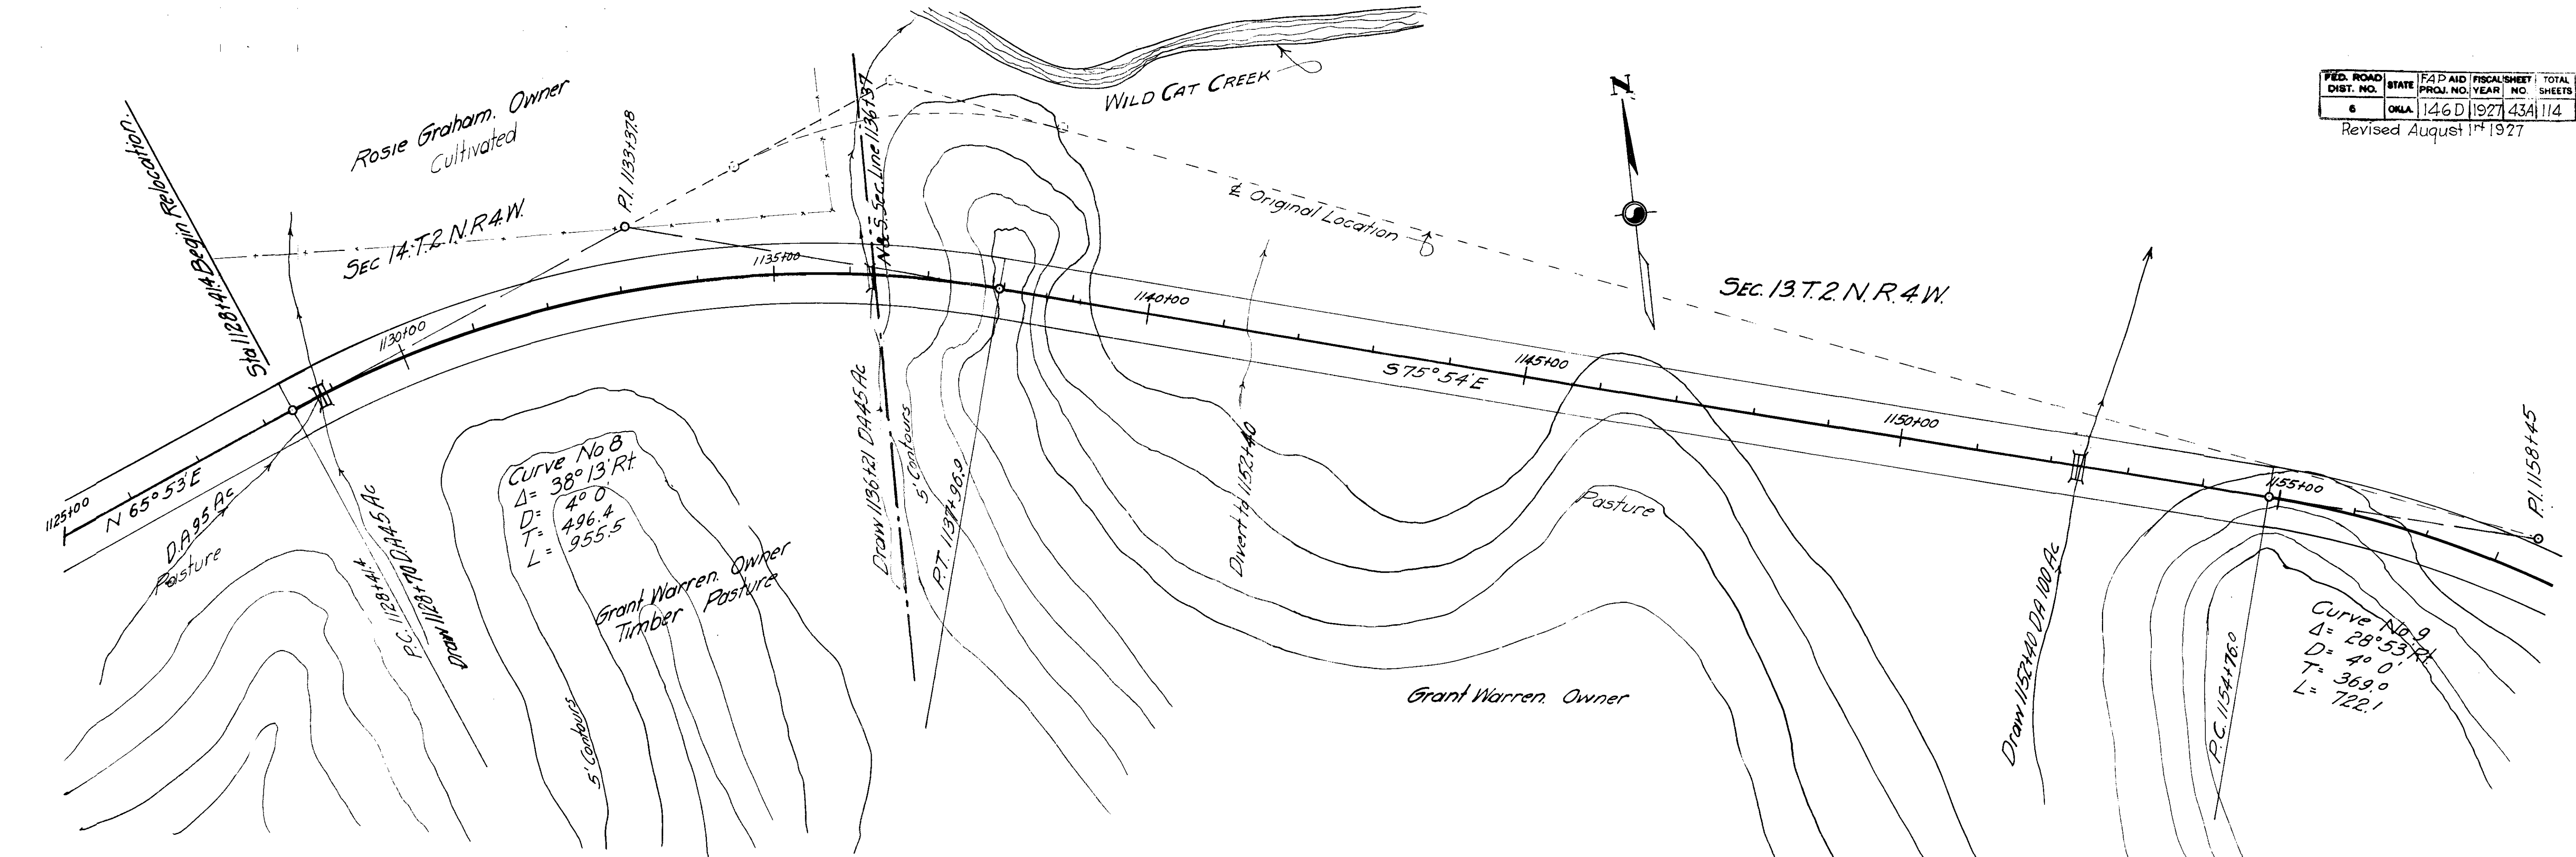 FED. ROAD DIST. NO. STATE F.A.P. AID PROJ. NO. FISCAL YEAR SHEET NO. TOTAL SHEETS
6 OKLA. 146 D 1927 43A 114
Revised August 1rt 1927
WILD CAT CREEK
N
Rosie Graham. Owner
Cultivated
Sta 1128+41.4 Begin Relocation.
SEC 14. T. 2. N. R. 4. W.
P.I. 1133+37.8
N. & S. Sec. Line 1136+37
℄ Original Location
SEC. 13. T. 2. N. R. 4. W.
1125+00
1130+00
1135+00
1140+00
1145+00
1150+00
1155+00
N 65° 53' E
S 75° 54' E
P.I. 1158+45
D.A. 95 Ac
Pasture
P.C. 1128+41.4
Draw 1128+70 D.A. 45 Ac
Curve No 8
Δ= 38° 13' Rt.
D= 4° 0'
T= 496.4
L= 955.5
Grant Warren. Owner
Timber Pasture
5' Contours
Draw 1136+21 DA 45 Ac
5' Contours
P.T. 1137+96.9
Divert to 1152+40
Pasture
Grant Warren. Owner
Draw 1152+40 D.A. 100 Ac
P.C. 1154+76.0
Curve No 9
Δ= 28° 53' Rt
D= 4° 0'
T= 369.0
L= 722.1